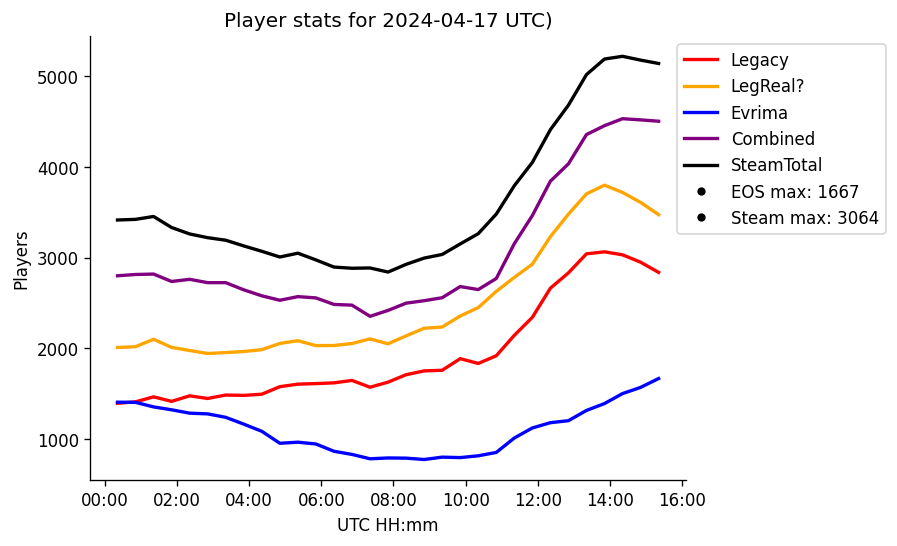 Player stats for 2024-04-17 UTC)
Legacy
LegReal?
Evrima
Combined
SteamTotal
EOS max: 1667
Steam max: 3064
Players
5000
4000
3000
2000
1000
00:00 02:00 04:00 06:00 08:00 10:00 12:00 14:00 16:00
UTC HH:mm